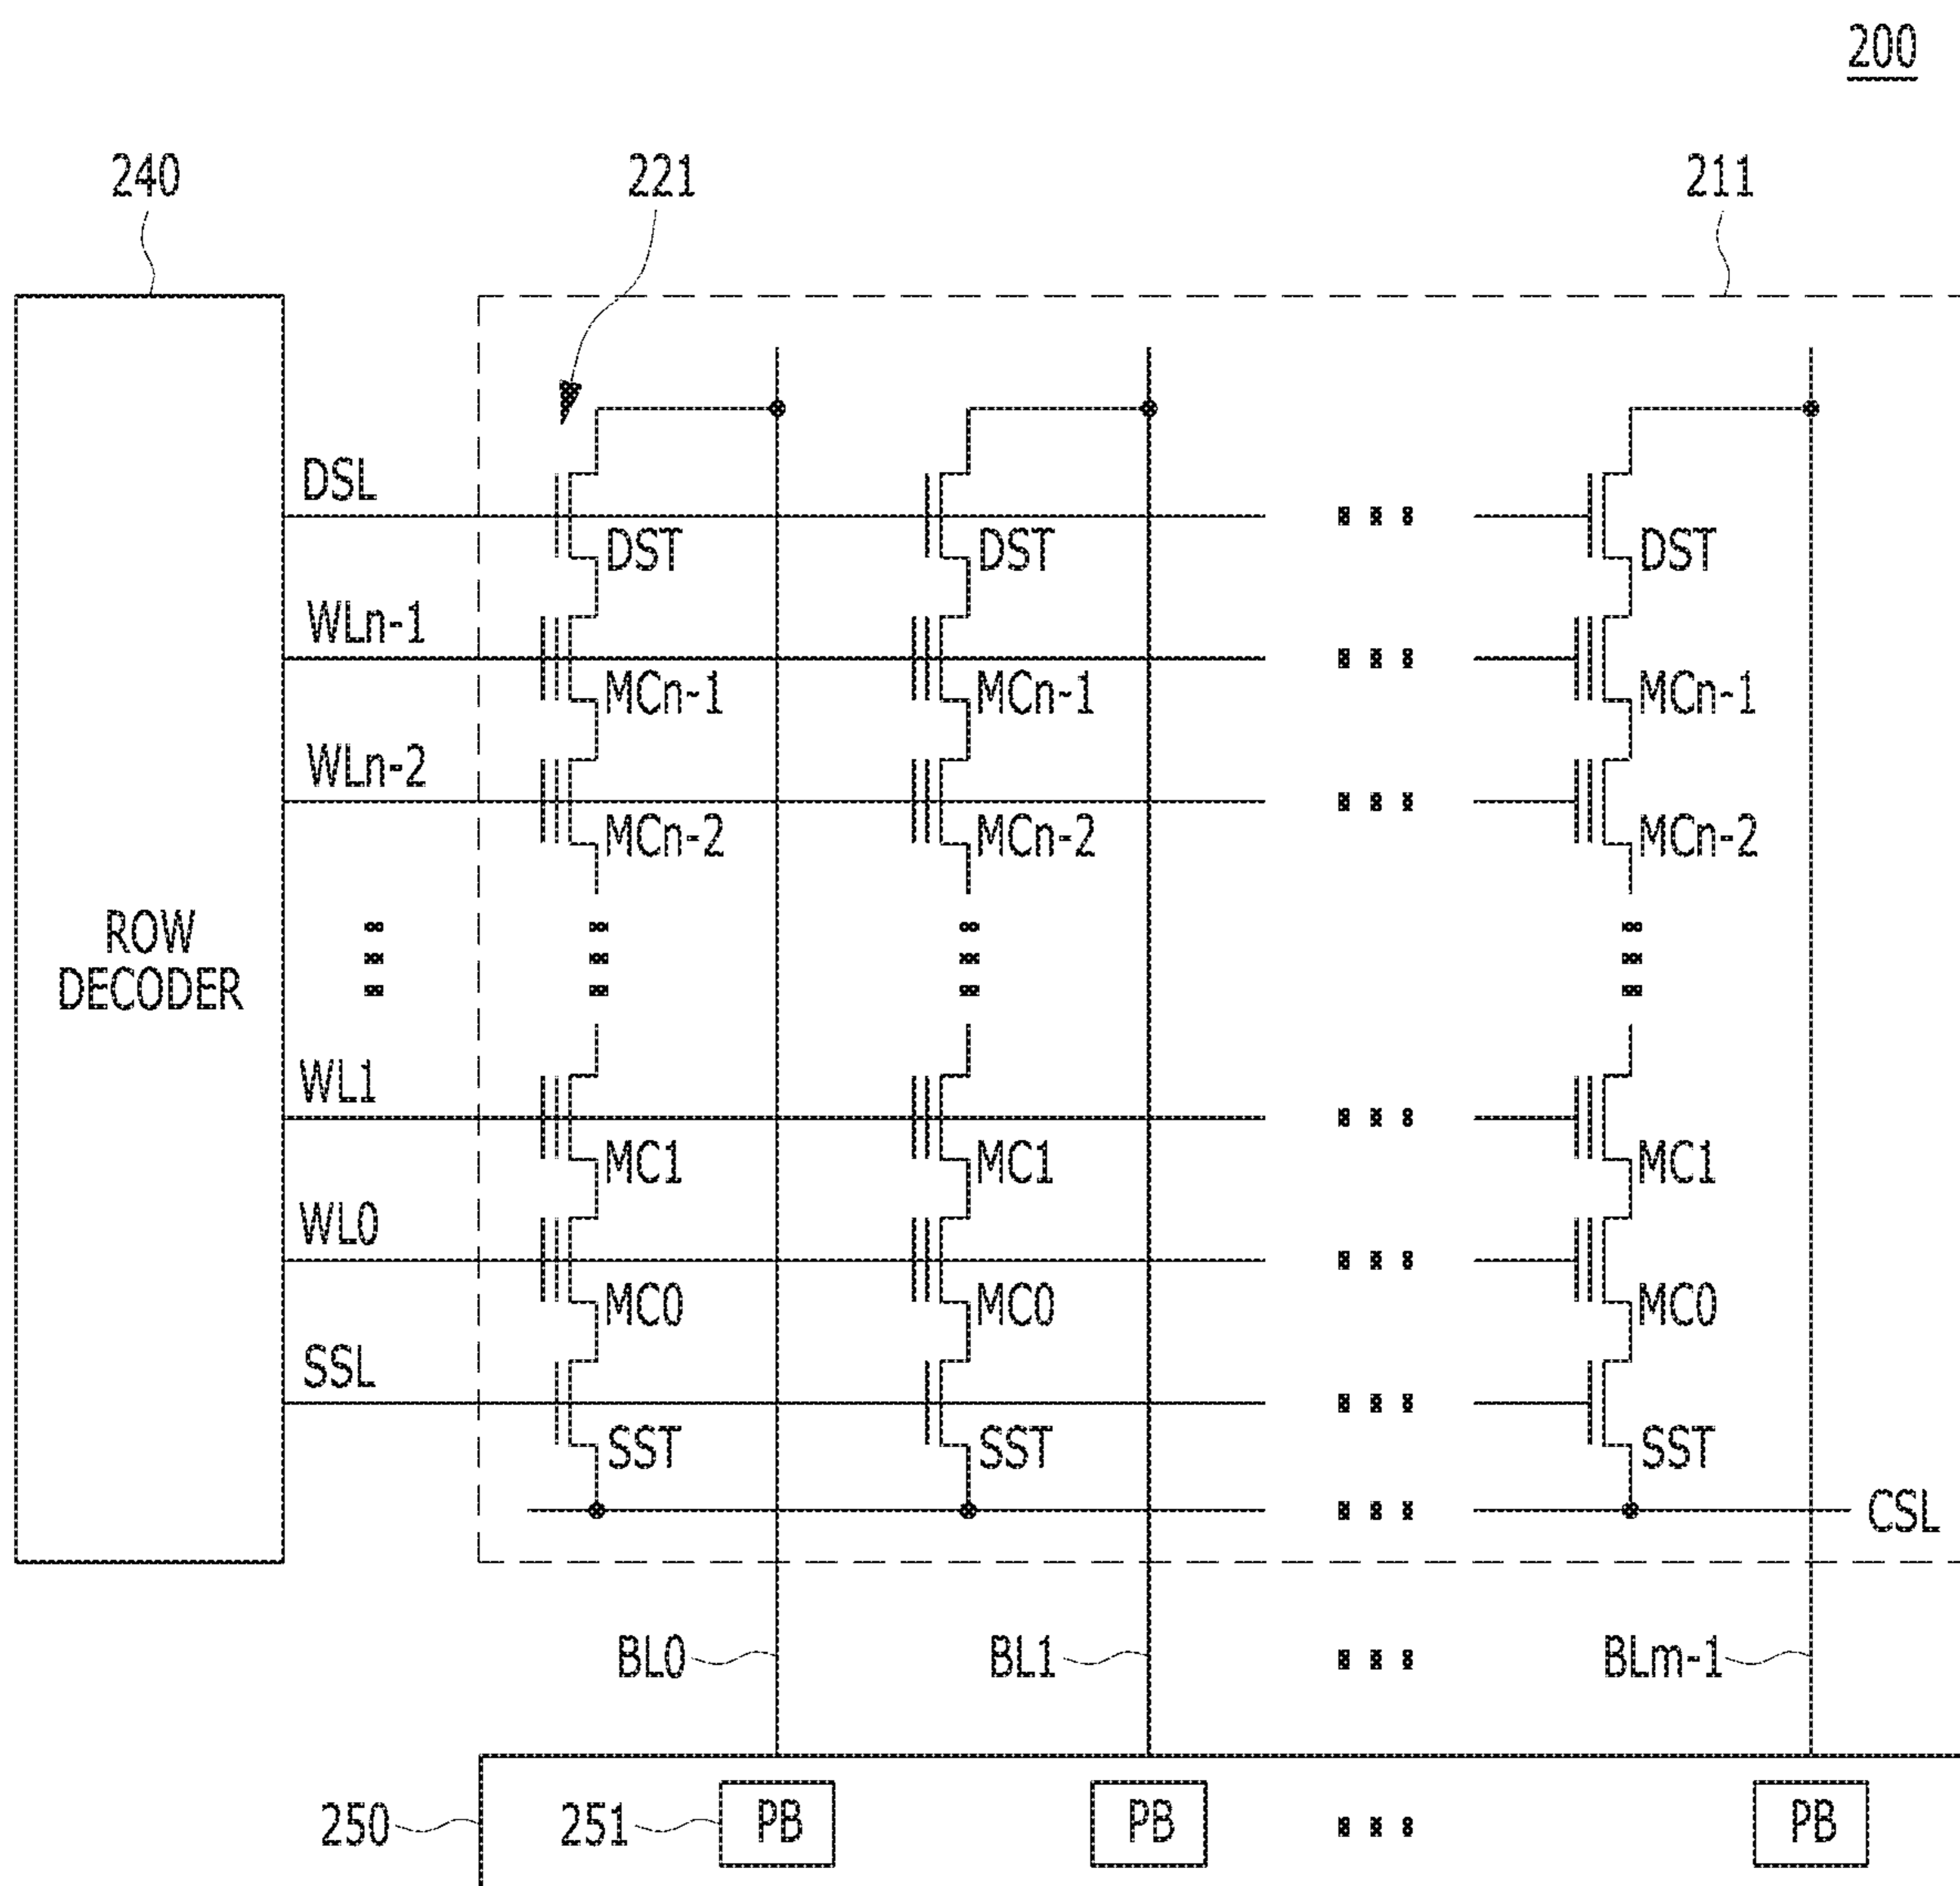 200
240
221
211
DSL
DST DST DST
WLn-1
MCn-1 MCn-1 MCn-1
WLn-2
MCn-2 MCn-2 MCn-2
ROW
DECODER
WL1
MC1 MC1 MC1
WL0
MC0 MC0 MC0
SSL
SST SST SST
CSL
BL0 BL1 BLm-1
250 251 PB PB PB